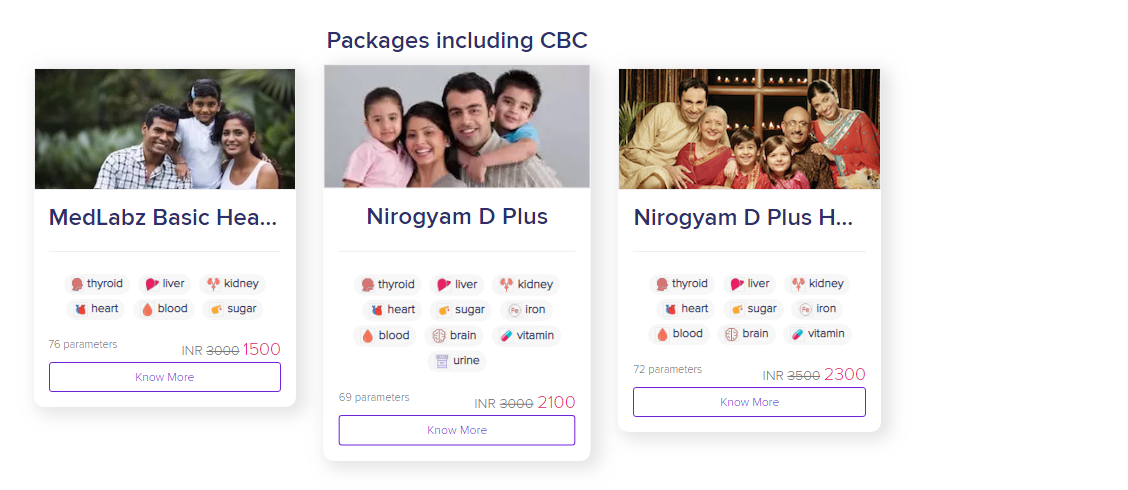 Packages including CBC
MedLabz Basic Hea...
thyroid liver kidney
heart blood sugar
76 parameters
INR 3000 1500
Know More
Nirogyam D Plus
thyroid liver kidney
heart sugar Fe iron
blood brain vitamin
urine
69 parameters
INR 3000 2100
Know More
Nirogyam D Plus H...
thyroid liver kidney
heart sugar Fe iron
blood brain vitamin
72 parameters
INR 3500 2300
Know More